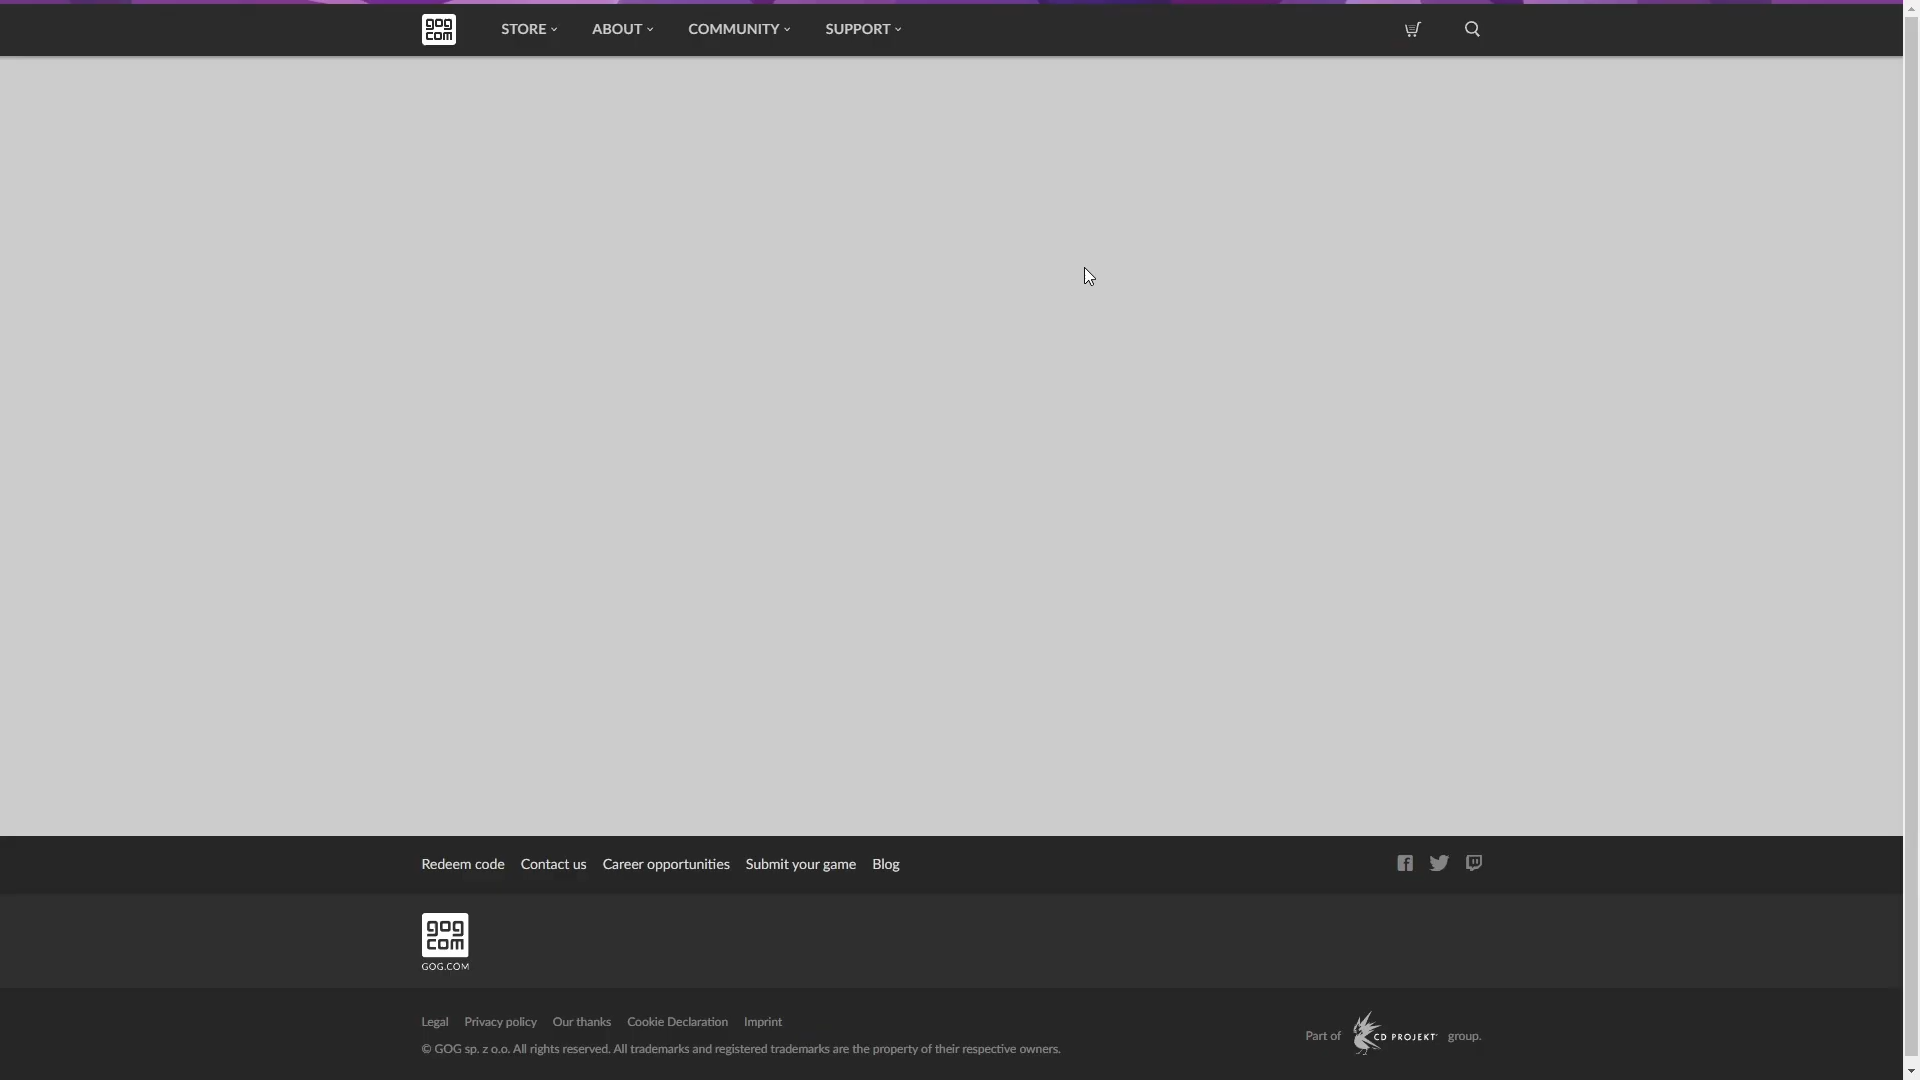 gog
com
STORE
ABOUT
COMMUNITY
SUPPORT
Redeem code
Contact us
Career opportunities
Submit your game
Blog
gog
com
GOG.COM
Legal
Privacy policy
Our thanks
Cookie Declaration
Imprint
© GOG sp. z o.o. All rights reserved. All trademarks and registered trademarks are the property of their respective owners.
Part of
CD PROJEKT
group.